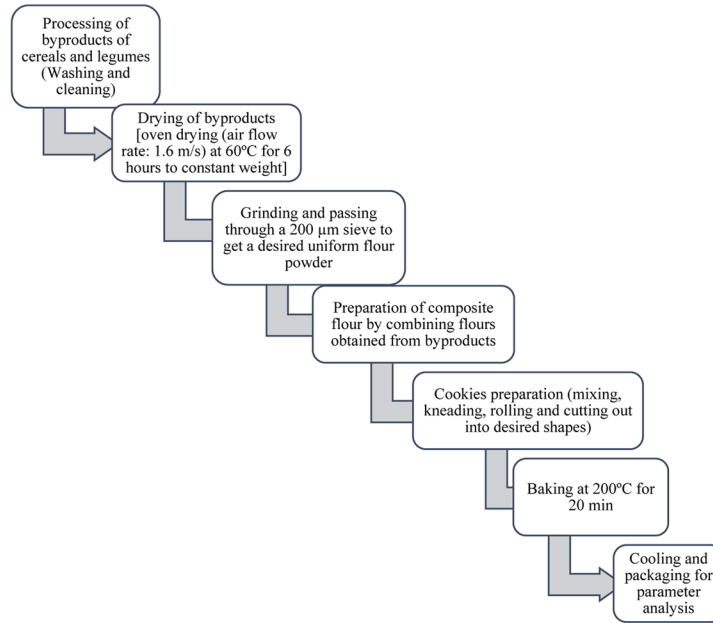 Processing of
byproducts of
cereals and legumes
(Washing and
cleaning)
Drying of byproducts
[oven drying (air flow
rate: 1.6 m/s) at 60ºC for 6
hours to constant weight]
Grinding and passing
through a 200 µm sieve to
get a desired uniform flour
powder
Preparation of composite
flour by combining flours
obtained from byproducts
Cookies preparation (mixing,
kneading, rolling and cutting out
into desired shapes)
Baking at 200ºC for
20 min
Cooling and
packaging for
parameter
analysis